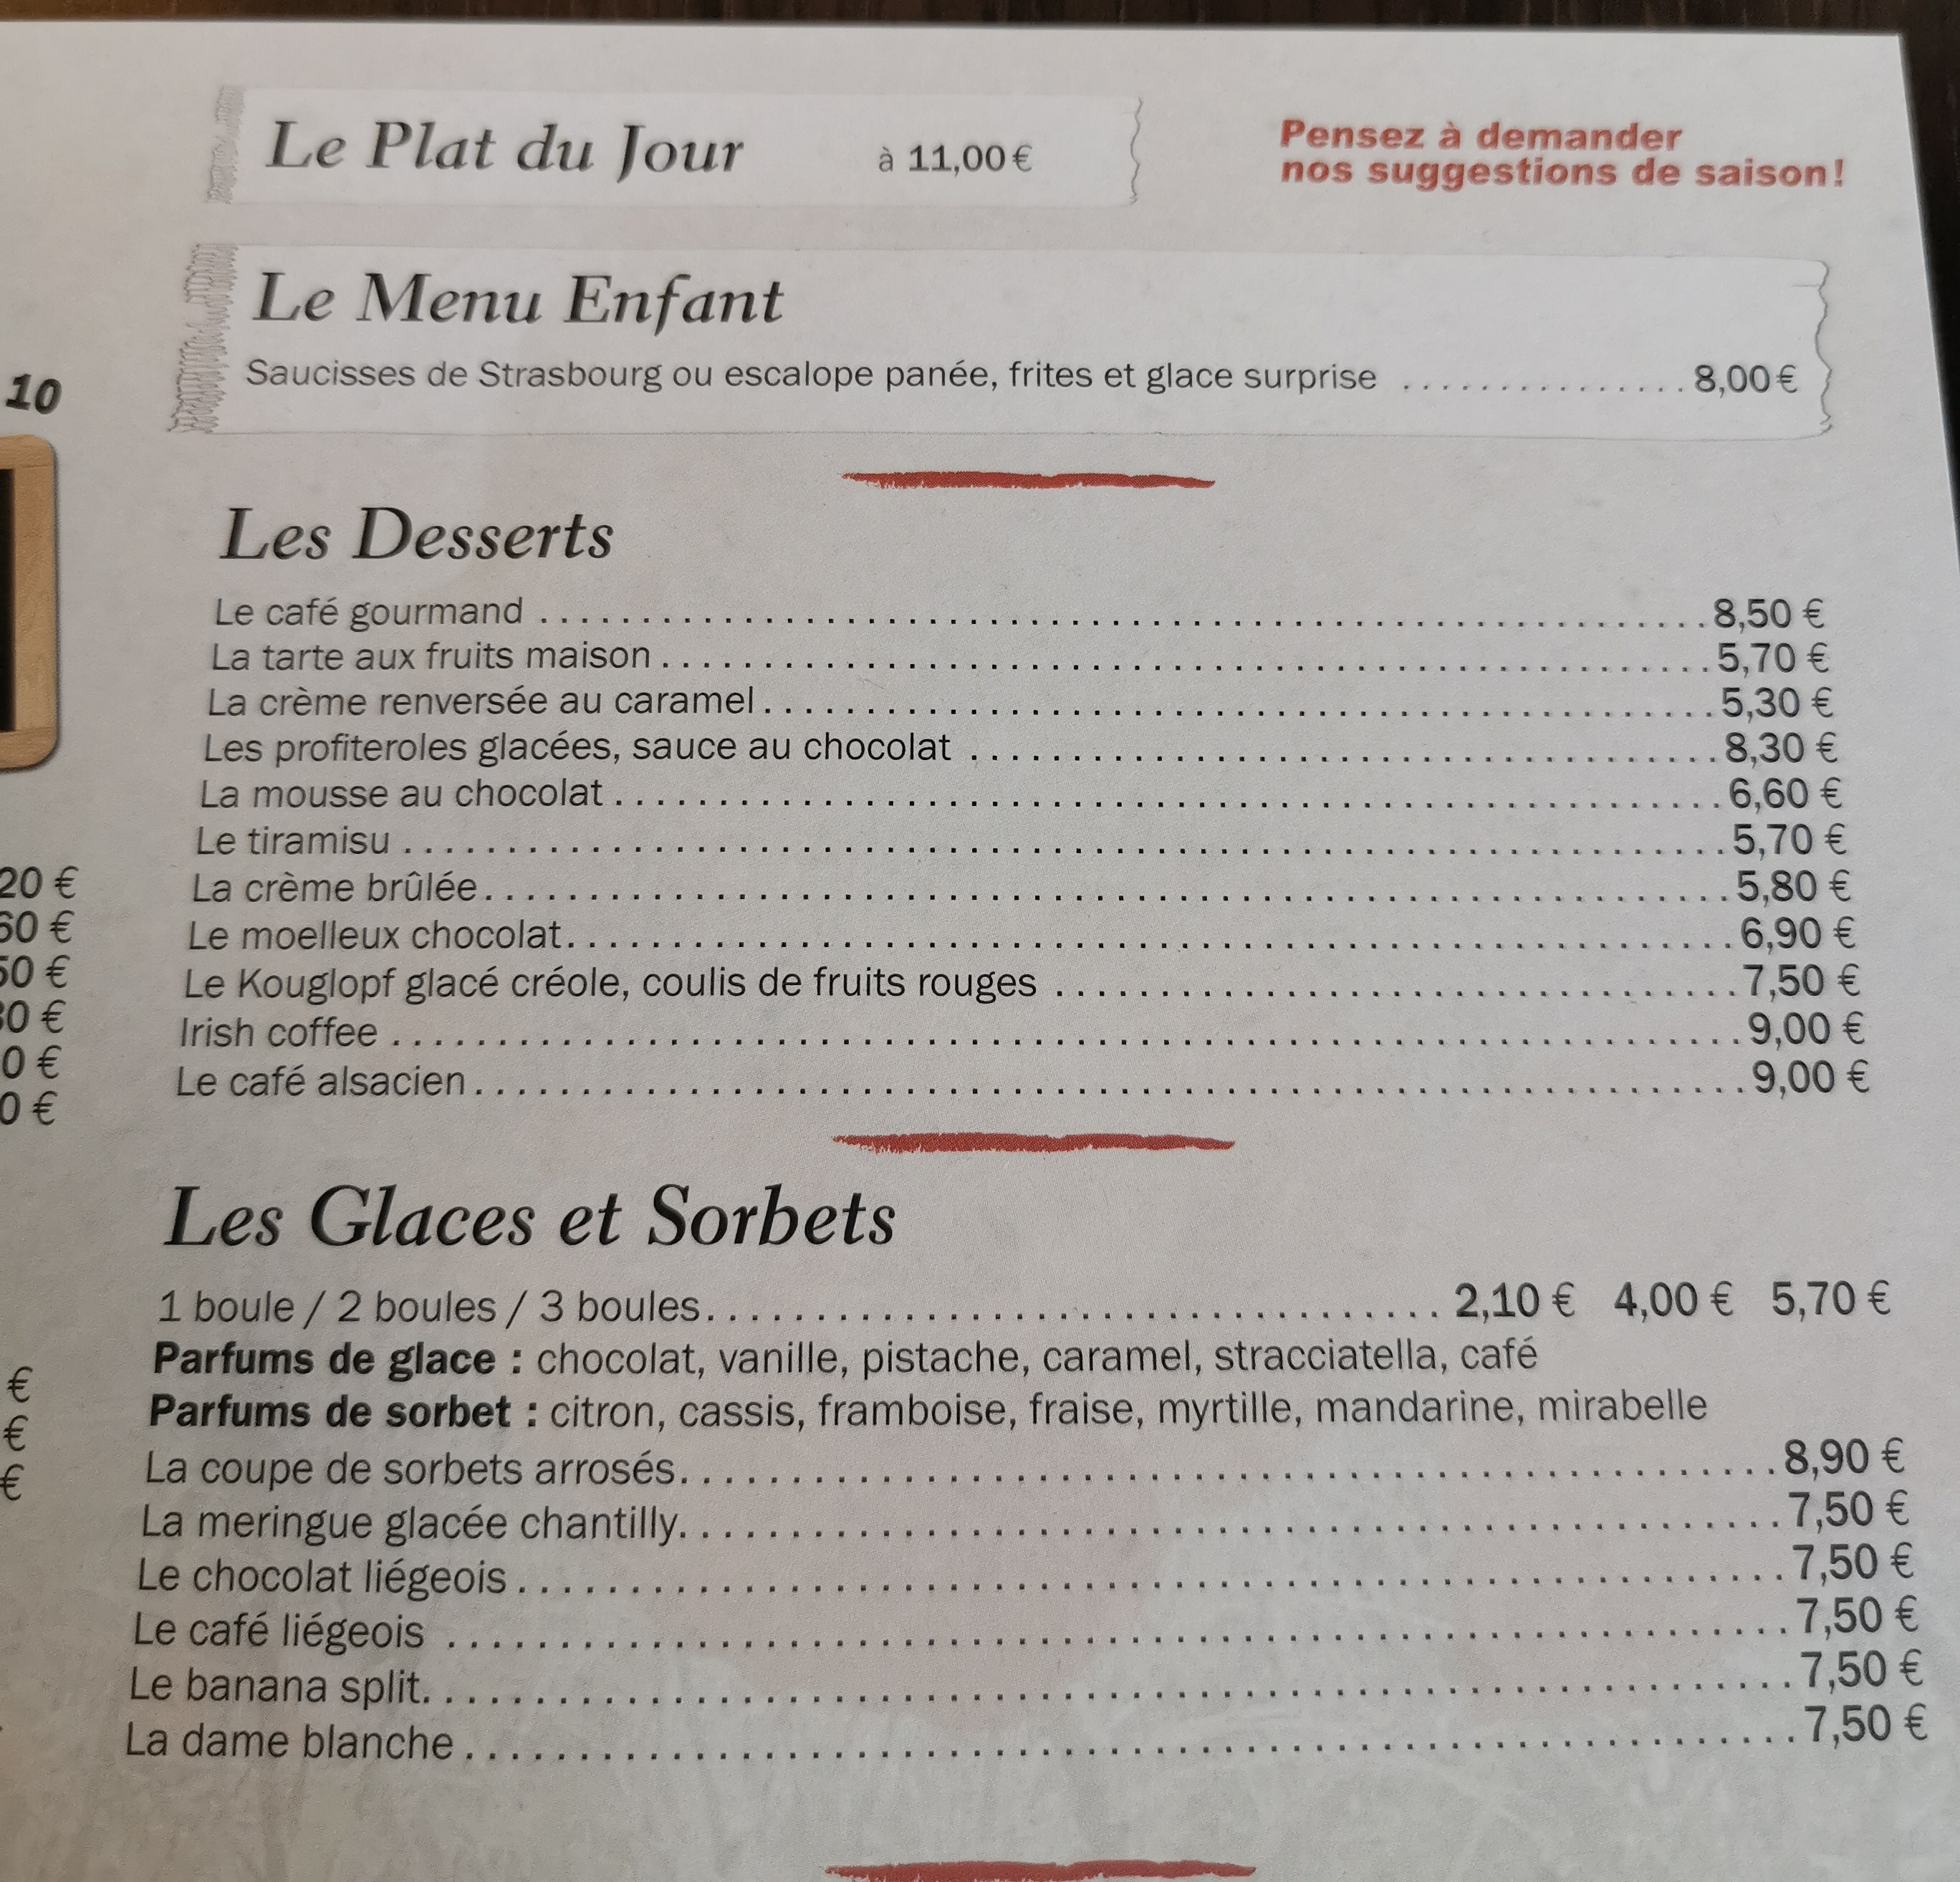 Le Plat du Jour à 11,00 €
Pensez à demander
nos suggestions de saison !
Le Menu Enfant
Saucisses de Strasbourg ou escalope panée, frites et glace surprise ............... 8,00 €
10
Les Desserts
Le café gourmand ........ 8,50 €
La tarte aux fruits maison ........ 5,70 €
La crème renversée au caramel ........ 5,30 €
Les profiteroles glacées, sauce au chocolat ........ 8,30 €
La mousse au chocolat ........ 6,60 €
Le tiramisu ........ 5,70 €
La crème brûlée ........ 5,80 €
Le moelleux chocolat ........ 6,90 €
Le Kouglopf glacé créole, coulis de fruits rouges ........ 7,50 €
Irish coffee ........ 9,00 €
Le café alsacien ........ 9,00 €
20 €
60 €
50 €
0 €
0 €
0 €
Les Glaces et Sorbets
1 boule / 2 boules / 3 boules ........ 2,10 € 4,00 € 5,70 €
Parfums de glace : chocolat, vanille, pistache, caramel, stracciatella, café
Parfums de sorbet : citron, cassis, framboise, fraise, myrtille, mandarine, mirabelle
La coupe de sorbets arrosés ........ 8,90 €
La meringue glacée chantilly ........ 7,50 €
Le chocolat liégeois ........ 7,50 €
Le café liégeois ........ 7,50 €
Le banana split ........ 7,50 €
La dame blanche ........ 7,50 €
€
€
€